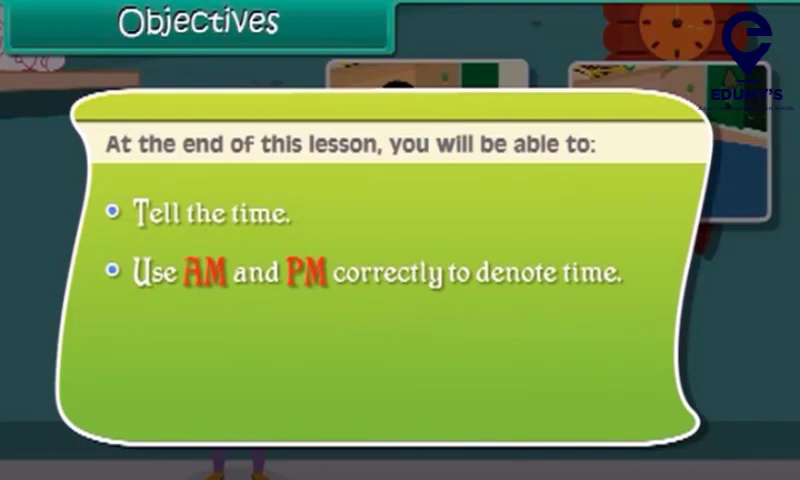 Objectives
EDURY'S
At the end of this lesson, you will be able to:
Tell the time.
Use AM and PM correctly to denote time.